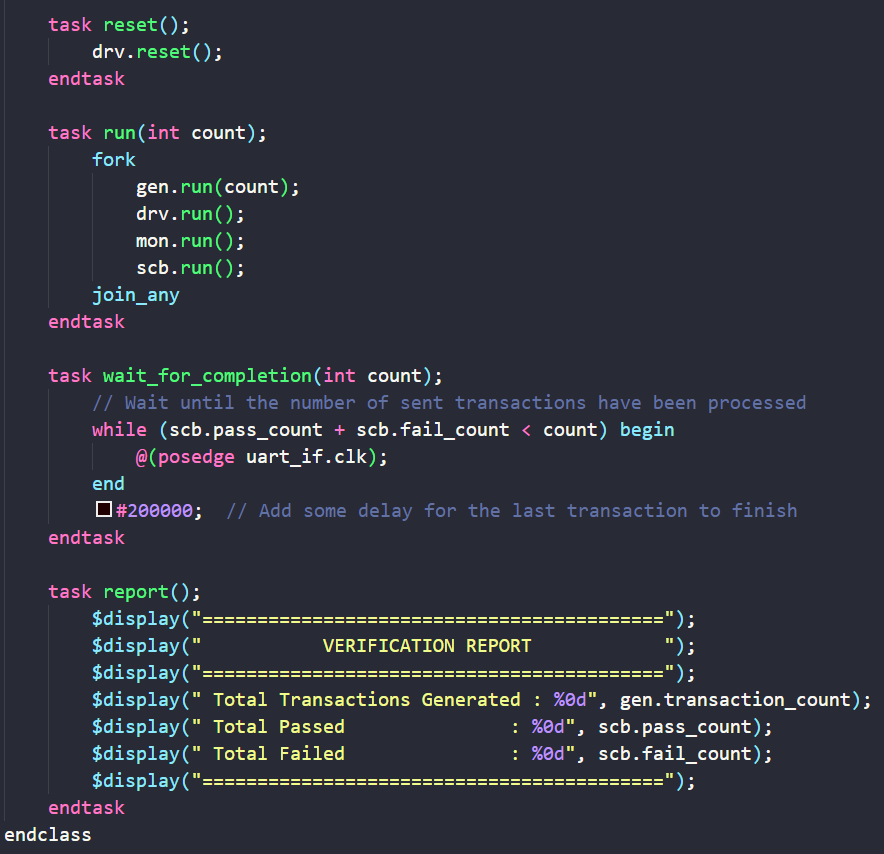 task reset();
drv.reset();
endtask
task run(int count);
fork
gen.run(count);
drv.run();
mon.run();
scb.run();
join_any
endtask
task wait_for_completion(int count);
// Wait until the number of sent transactions have been processed
while (scb.pass_count + scb.fail_count < count) begin
@(posedge uart_if.clk);
end
#200000;  // Add some delay for the last transaction to finish
endtask
task report();
$display("==========================================");
$display("           VERIFICATION REPORT            ");
$display("==========================================");
$display(" Total Transactions Generated : %0d", gen.transaction_count);
$display(" Total Passed               : %0d", scb.pass_count);
$display(" Total Failed               : %0d", scb.fail_count);
$display("==========================================");
endtask
endclass